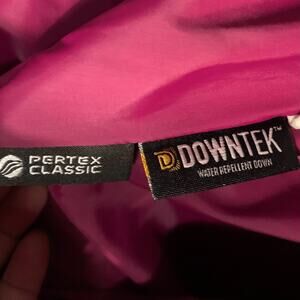 PERTEX
CLASSIC
DOWNTEK™
WATER REPELLENT DOWN